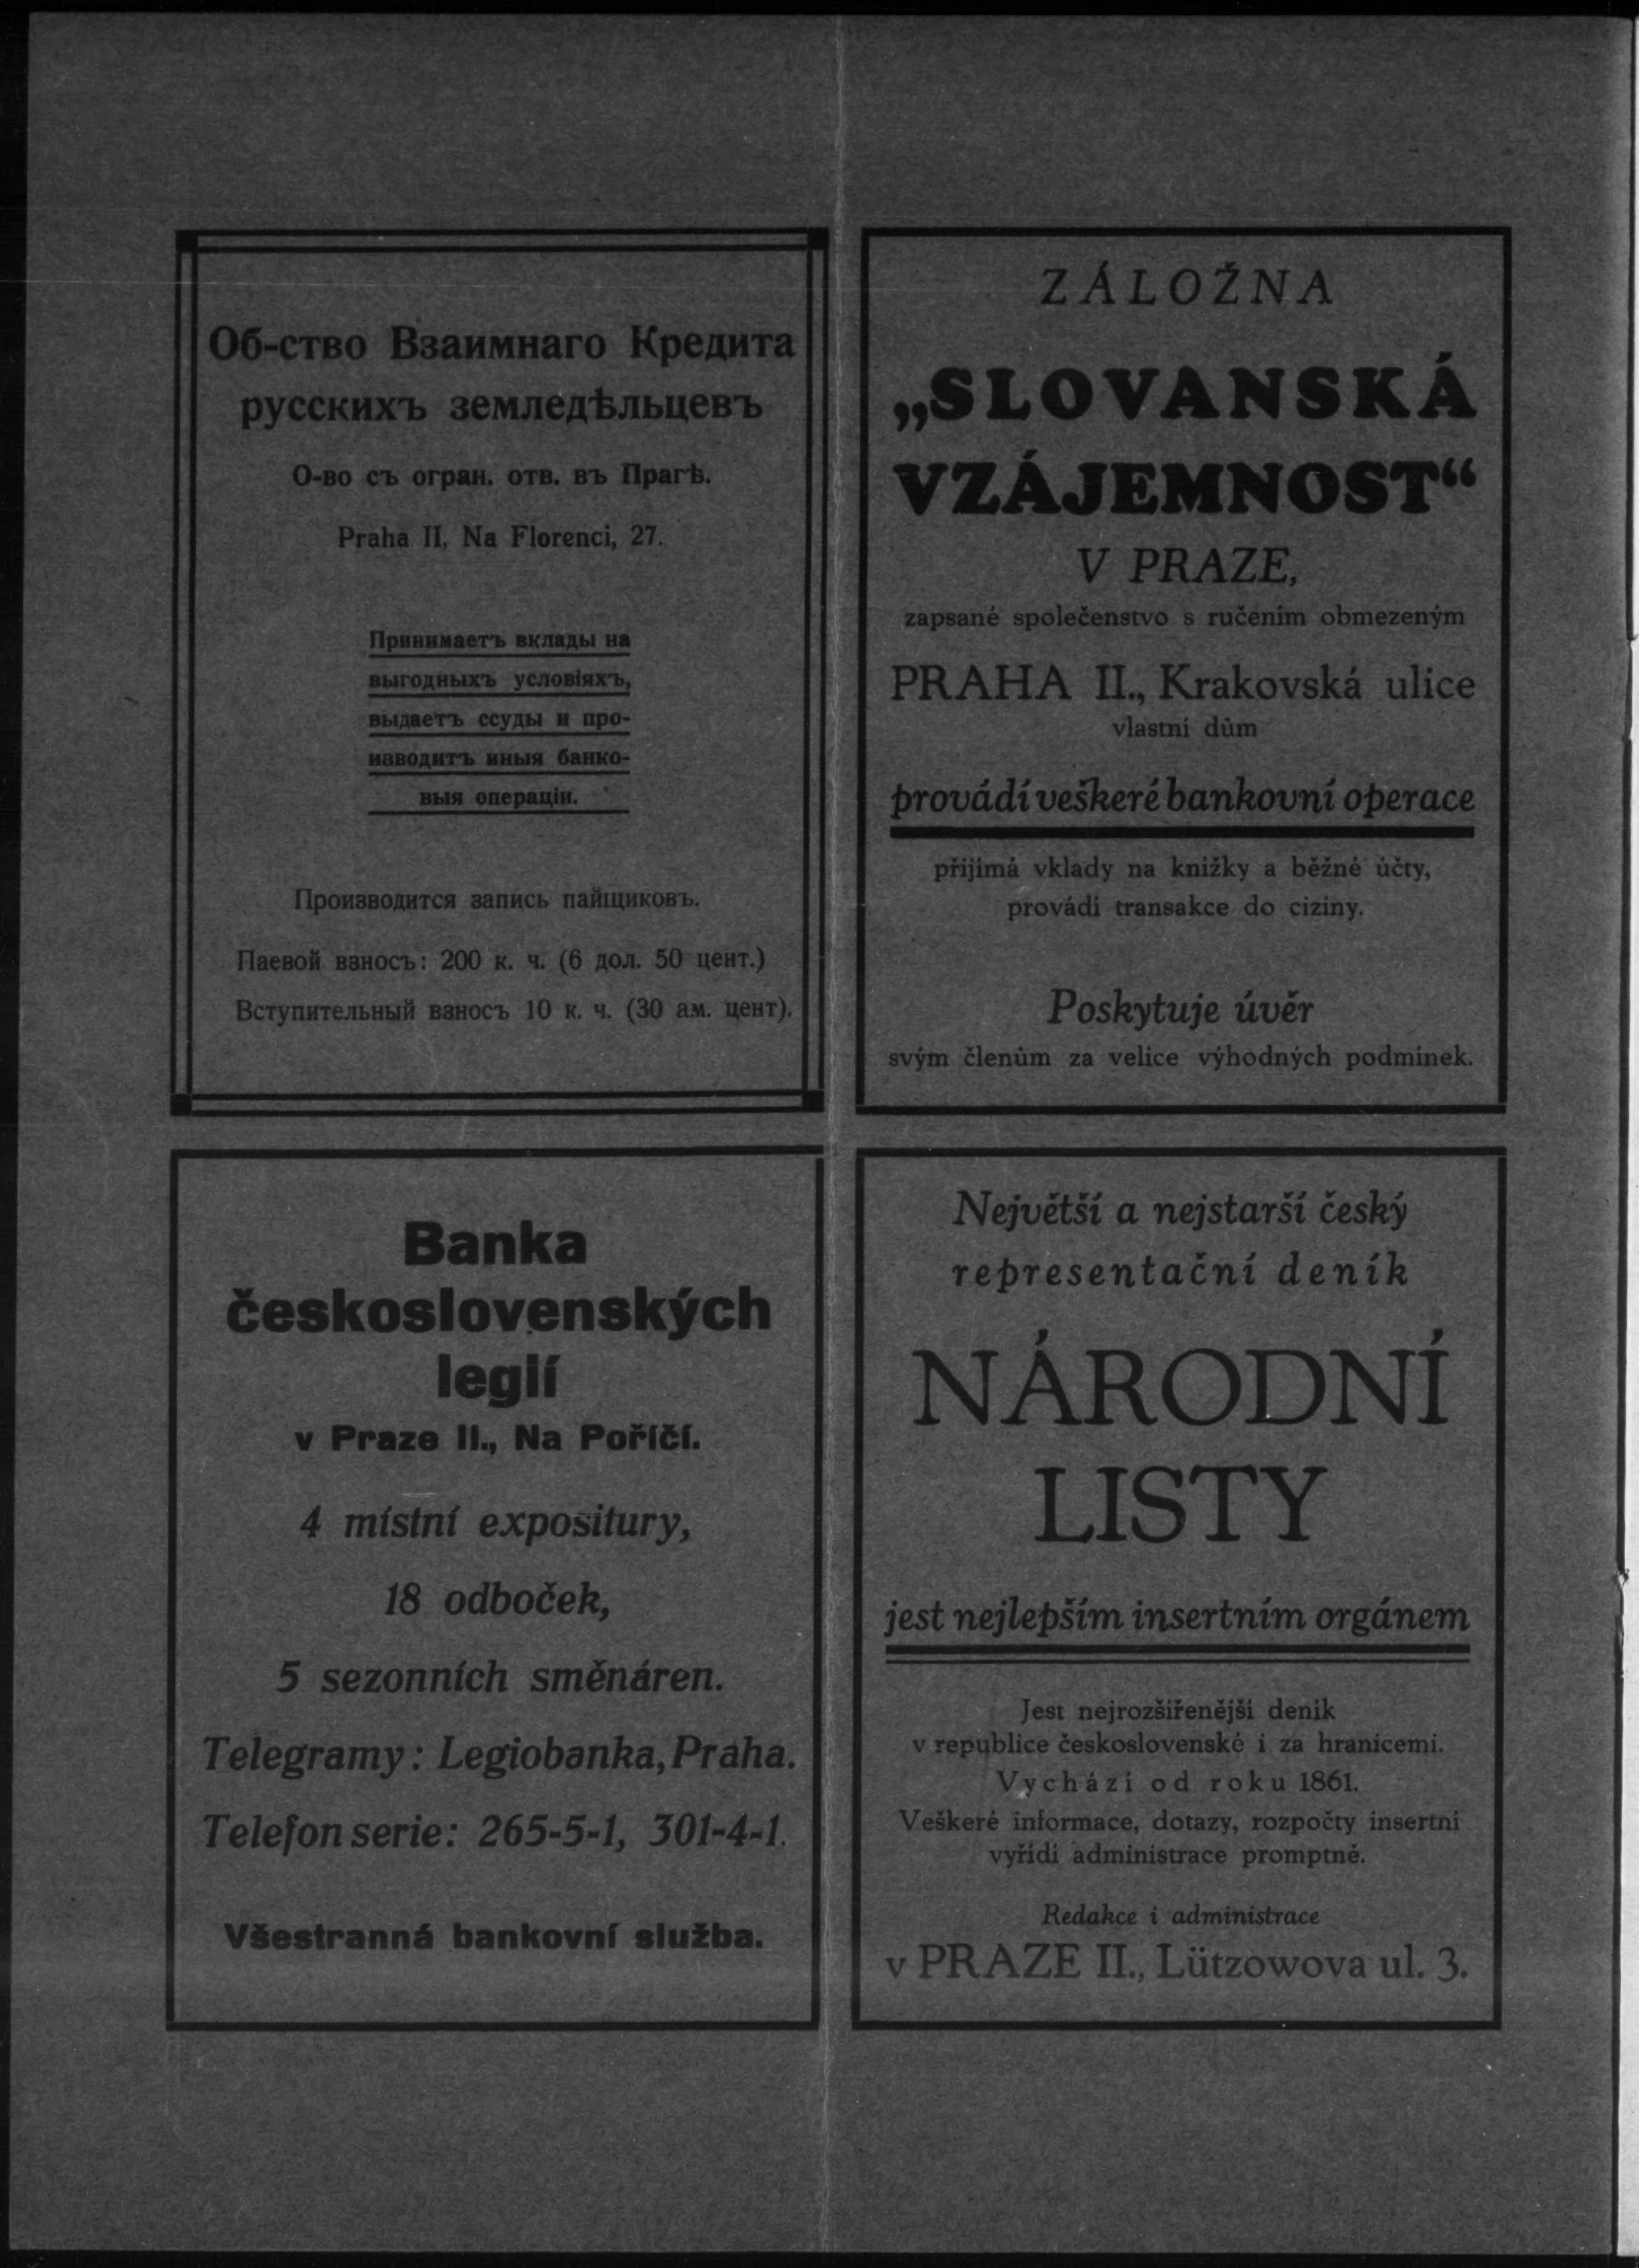 Об-ство Взаимнаго Кредита
русскихъ земледѣльцевъ
О-во съ огран. отв. въ Прагѣ.
Praha II, Na Florenci, 27.
Принимаетъ вклады на
выгодныхъ условіяхъ,
выдаетъ ссуды и про-
изводитъ иныя банко-
выя операціи.
Производится запись пайщиковъ.
Паевой взносъ: 200 к. ч. (6 дол. 50 цент.)
Вступительный взносъ 10 к. ч. (30 ам. цент).
ZÁLOŽNA
„SLOVANSKÁ
VZÁJEMNOST“
V PRAZE,
zapsané společenstvo s ručením obmezeným
PRAHA II., Krakovská ulice
vlastní dům
provádí veškeré bankovní operace
přijímá vklady na knížky a běžné účty,
provádí transakce do ciziny.
Poskytuje úvěr
svým členům za velice výhodných podmínek.
Banka
československých
legií
v Praze II., Na Poříčí.
4 místní expositury,
18 odboček,
5 sezonních směnáren.
Telegramy: Legiobanka, Praha.
Telefon serie: 265-5-1, 301-4-1.
Všestranná bankovní služba.
Největší a nejstarší český
representační deník
NÁRODNÍ
LISTY
jest nejlepším insertním orgánem
Jest nejrozšířenější deník
v republice československé i za hranicemi.
Vychází od roku 1861.
Veškeré informace, dotazy, rozpočty insertní
vyřídí administrace promptně.
Redakce i administrace
v PRAZE II., Lützowova ul. 3.